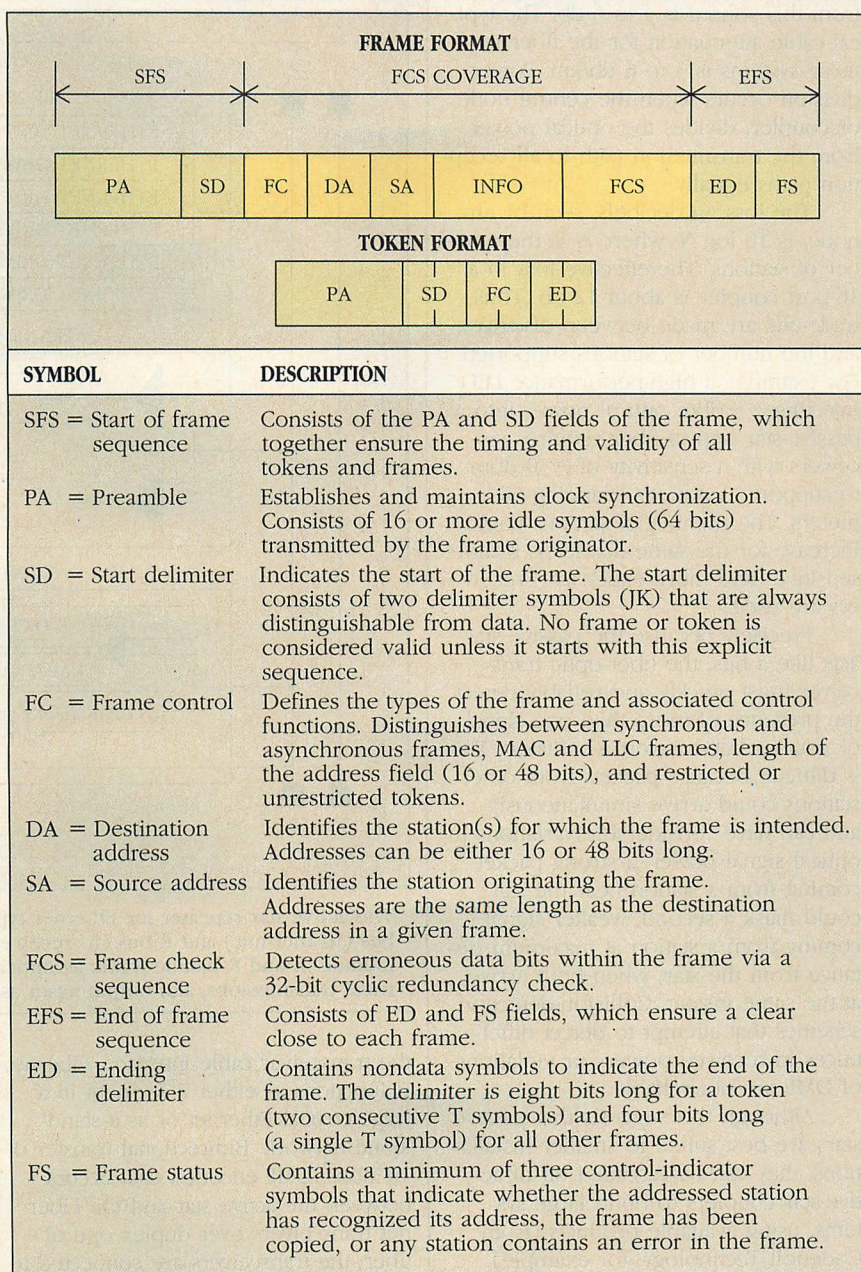 FRAME FORMAT
SFS
FCS COVERAGE
EFS
PA
SD
FC
DA
SA
INFO
FCS
ED
FS
TOKEN FORMAT
PA
SD
FC
ED
SYMBOL DESCRIPTION
SFS = Start of frame Consists of the PA and SD fields of the frame, which
sequence together ensure the timing and validity of all
tokens and frames.
PA = Preamble Establishes and maintains clock synchronization.
Consists of 16 or more idle symbols (64 bits)
transmitted by the frame originator.
SD = Start delimiter Indicates the start of the frame. The start delimiter
consists of two delimiter symbols (JK) that are always
distinguishable from data. No frame or token is
considered valid unless it starts with this explicit
sequence.
FC = Frame control Defines the types of the frame and associated control
functions. Distinguishes between synchronous and
asynchronous frames, MAC and LLC frames, length of
the address field (16 or 48 bits), and restricted or
unrestricted tokens.
DA = Destination Identifies the station(s) for which the frame is intended.
address Addresses can be either 16 or 48 bits long.
SA = Source address Identifies the station originating the frame.
Addresses are the same length as the destination
address in a given frame.
FCS = Frame check Detects erroneous data bits within the frame via a
sequence 32-bit cyclic redundancy check.
EFS = End of frame Consists of ED and FS fields, which ensure a clear
sequence close to each frame.
ED = Ending Contains nondata symbols to indicate the end of the
delimiter frame. The delimiter is eight bits long for a token
(two consecutive T symbols) and four bits long
(a single T symbol) for all other frames.
FS = Frame status Contains a minimum of three control-indicator
symbols that indicate whether the addressed station
has recognized its address, the frame has been
copied, or any station contains an error in the frame.